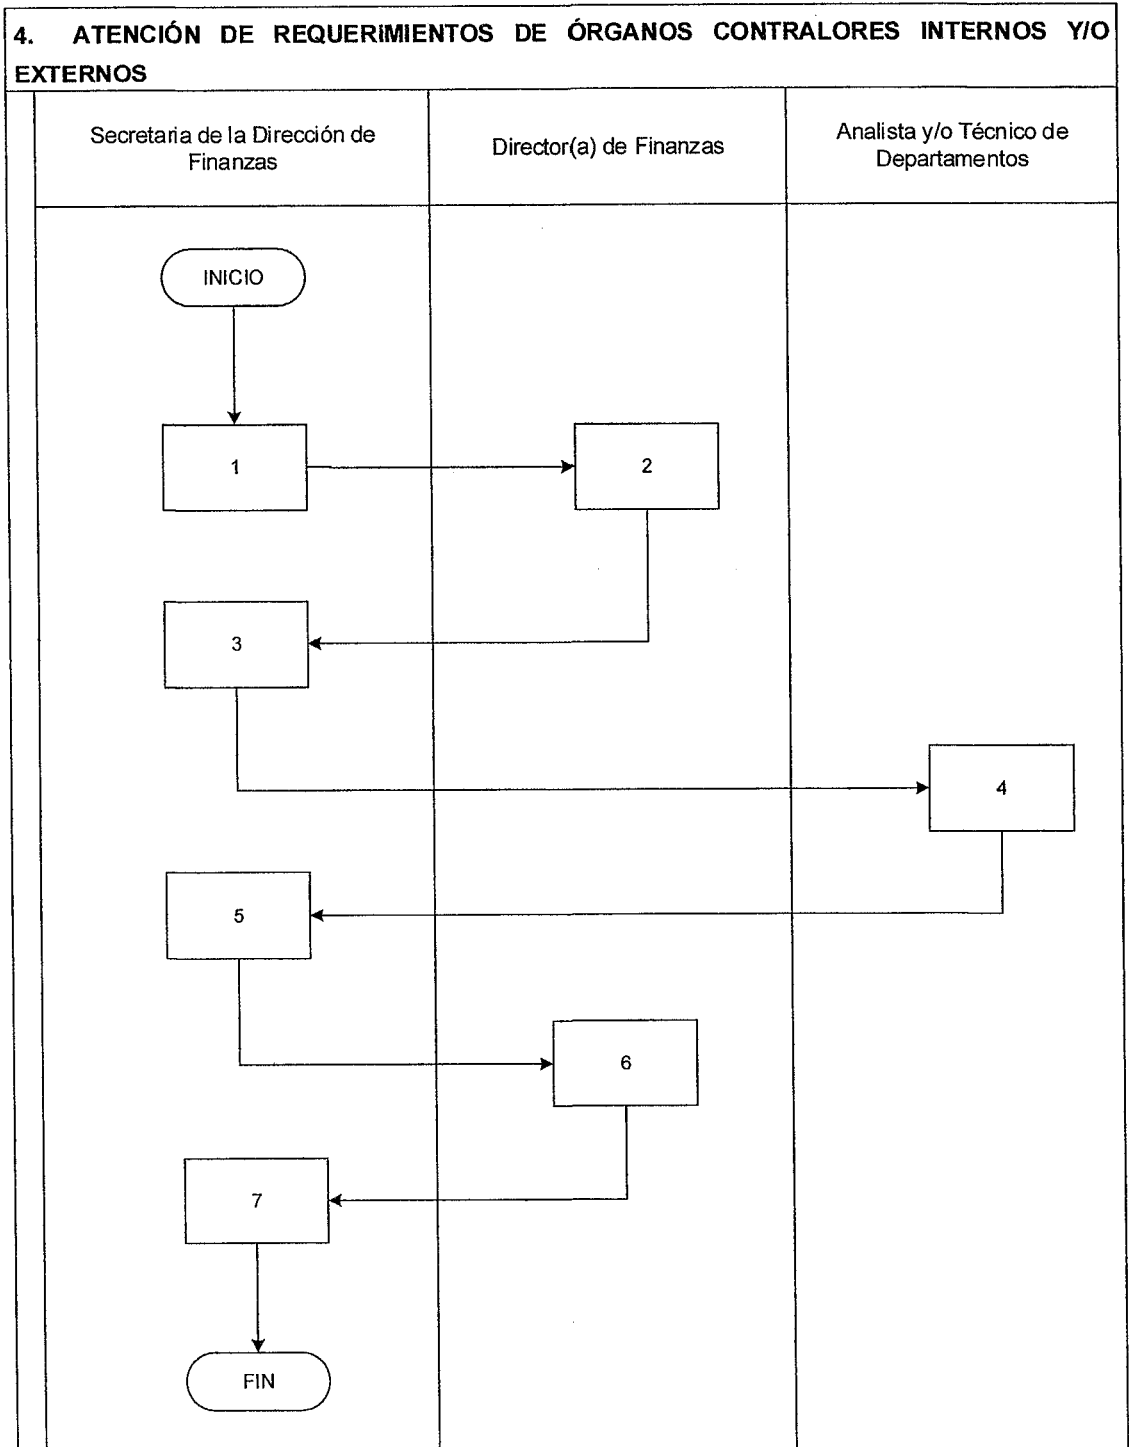 4. ATENCIÓN DE REQUERIMIENTOS DE ÓRGANOS CONTRALORES INTERNOS Y/O
EXTERNOS
Secretaria de la Dirección de
Finanzas
Director(a) de Finanzas
Analista y/o Técnico de
Departamentos
INICIO
1
2
3
4
5
6
7
FIN